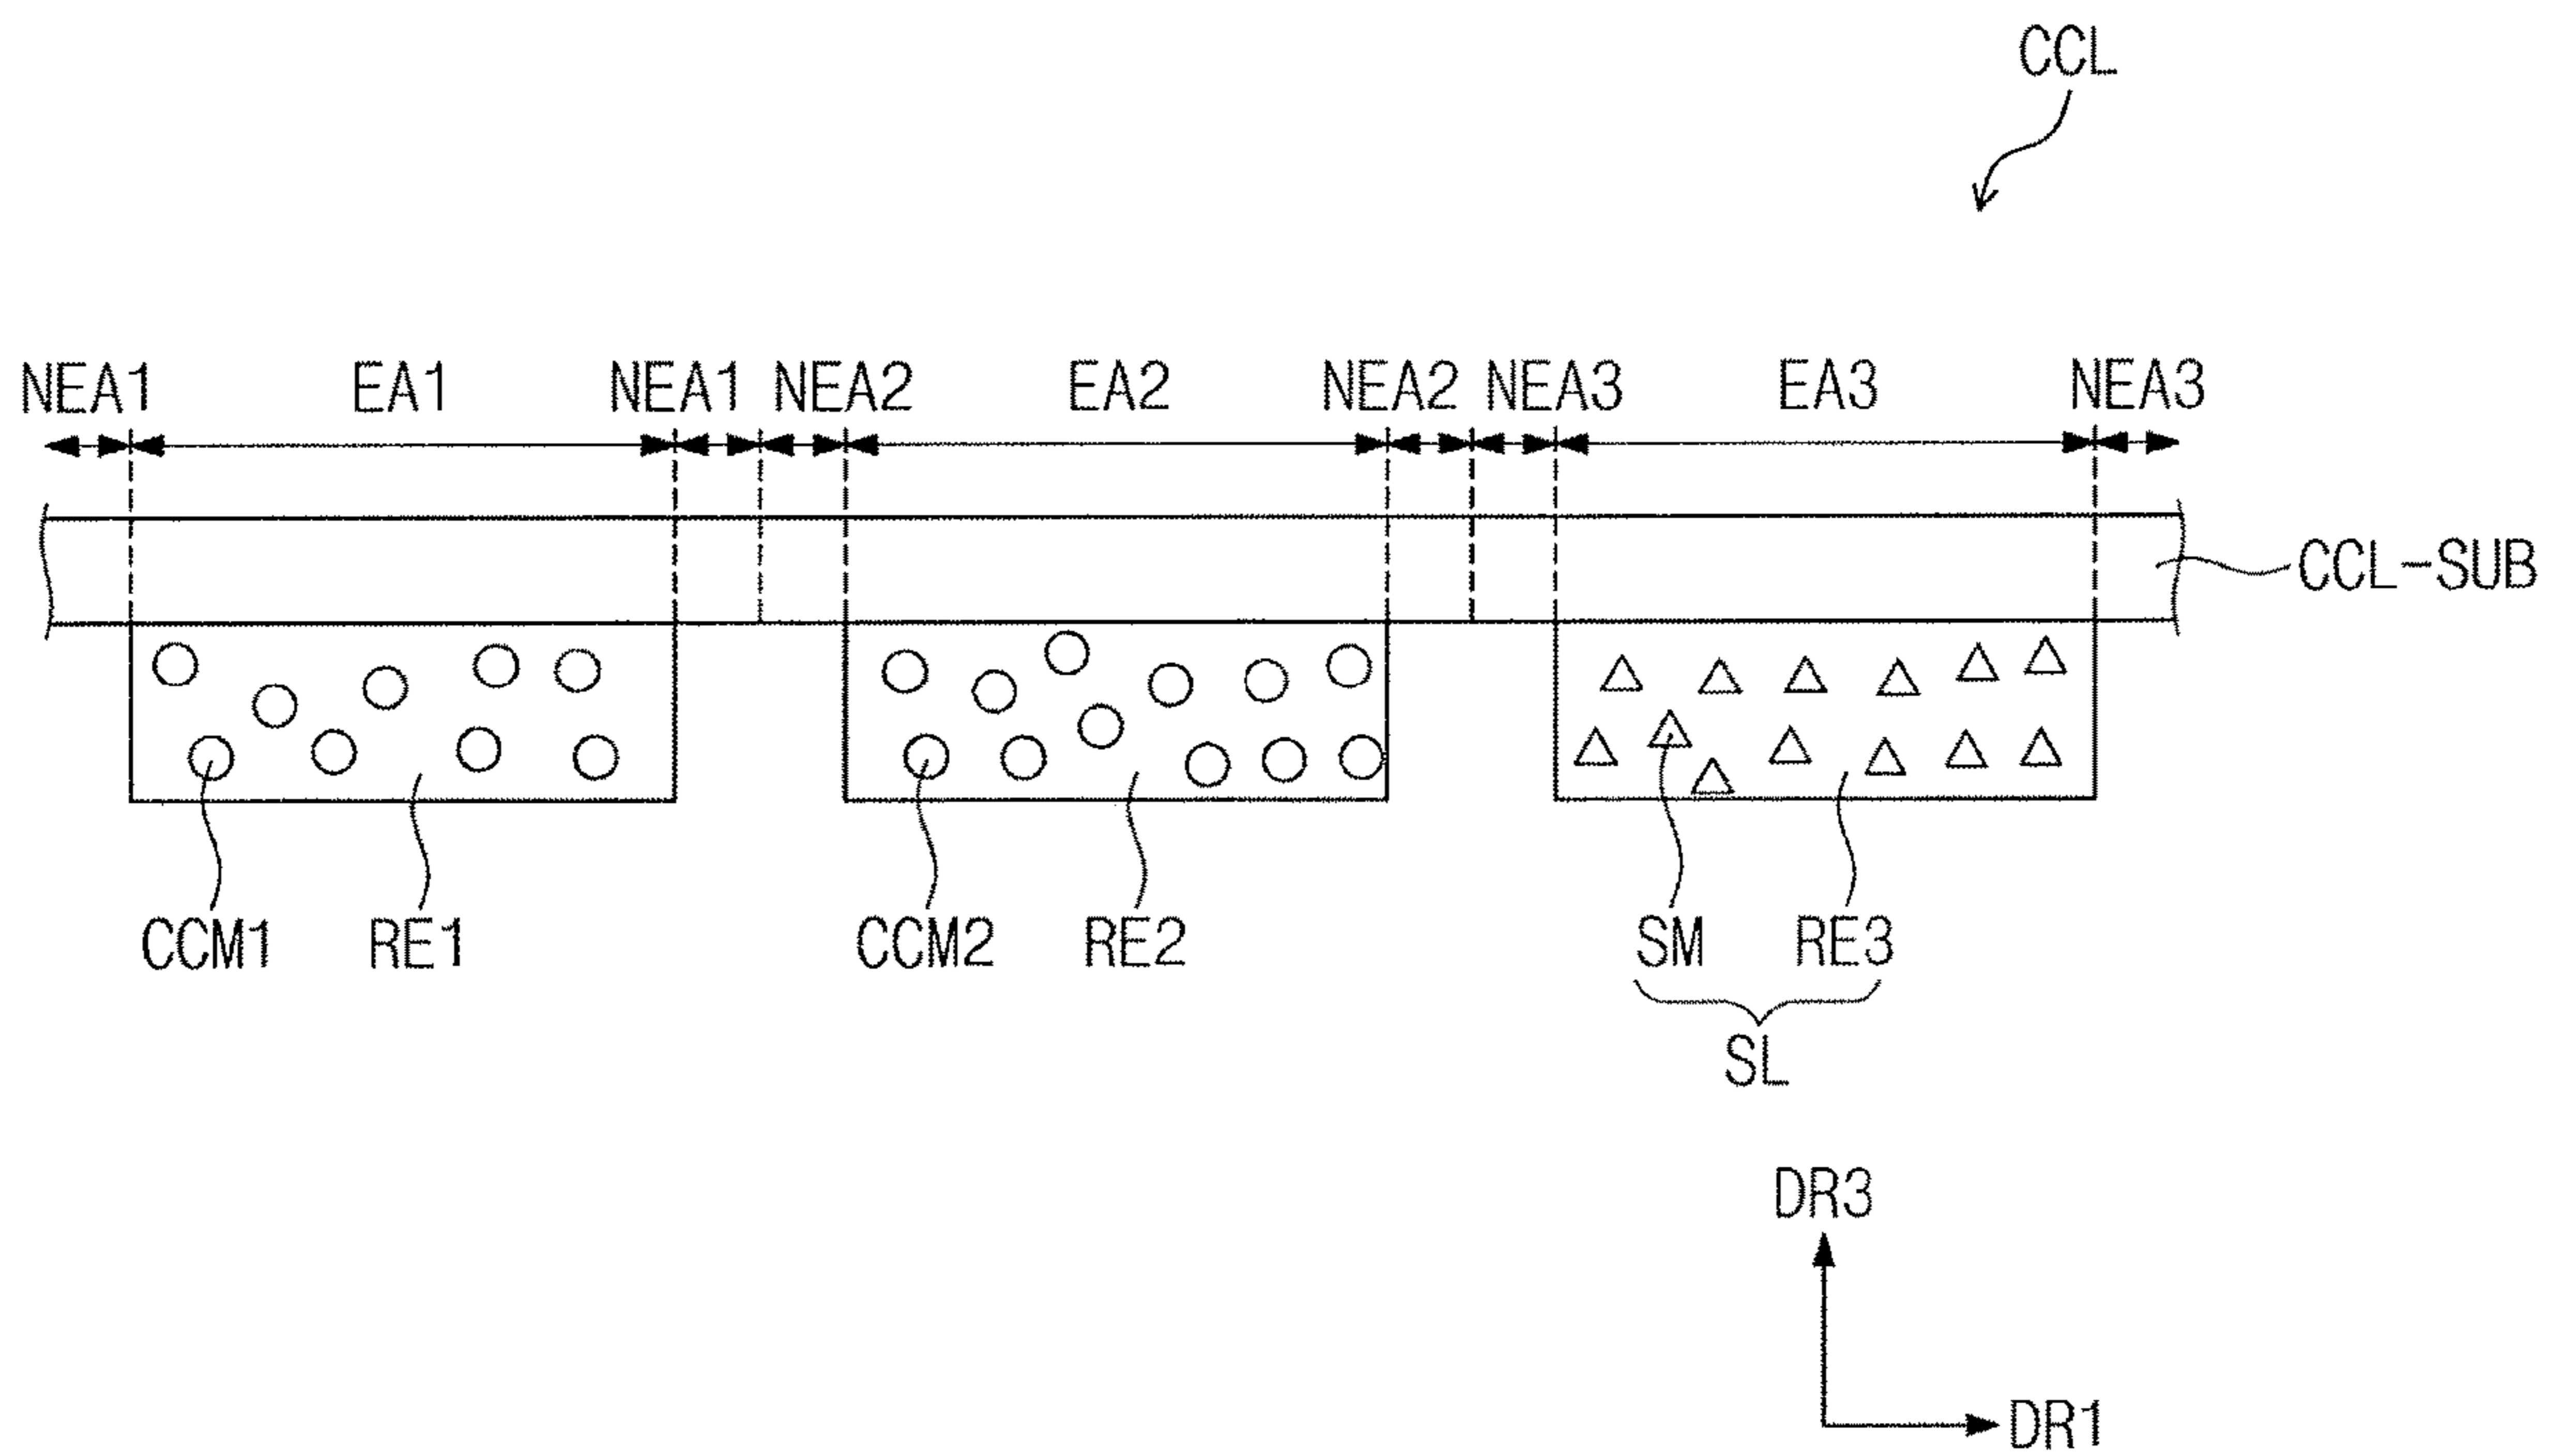 CCL
NEA1 EA1 NEA1 NEA2 EA2 NEA2 NEA3 EA3 NEA3
CCL-SUB
CCM1 RE1 CCM2 RE2 SM RE3
SL
DR3
DR1